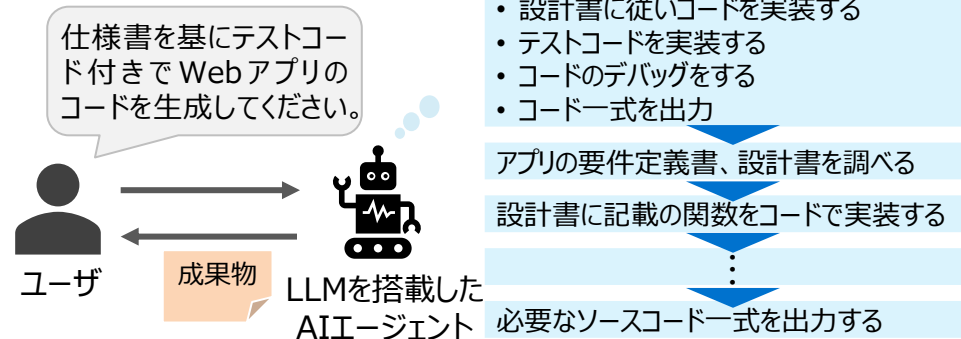 仕様書を基にテストコー
ド付きでWebアプリの
コードを生成してください。
ユーザ
成果物
LLMを搭載した
AIエージェント
• 設計書に従いコードを実装する
• テストコードを実装する
• コードのデバッグをする
• コード一式を出力
アプリの要件定義書、設計書を調べる
設計書に記載の関数をコードで実装する
⋮
必要なソースコード一式を出力する